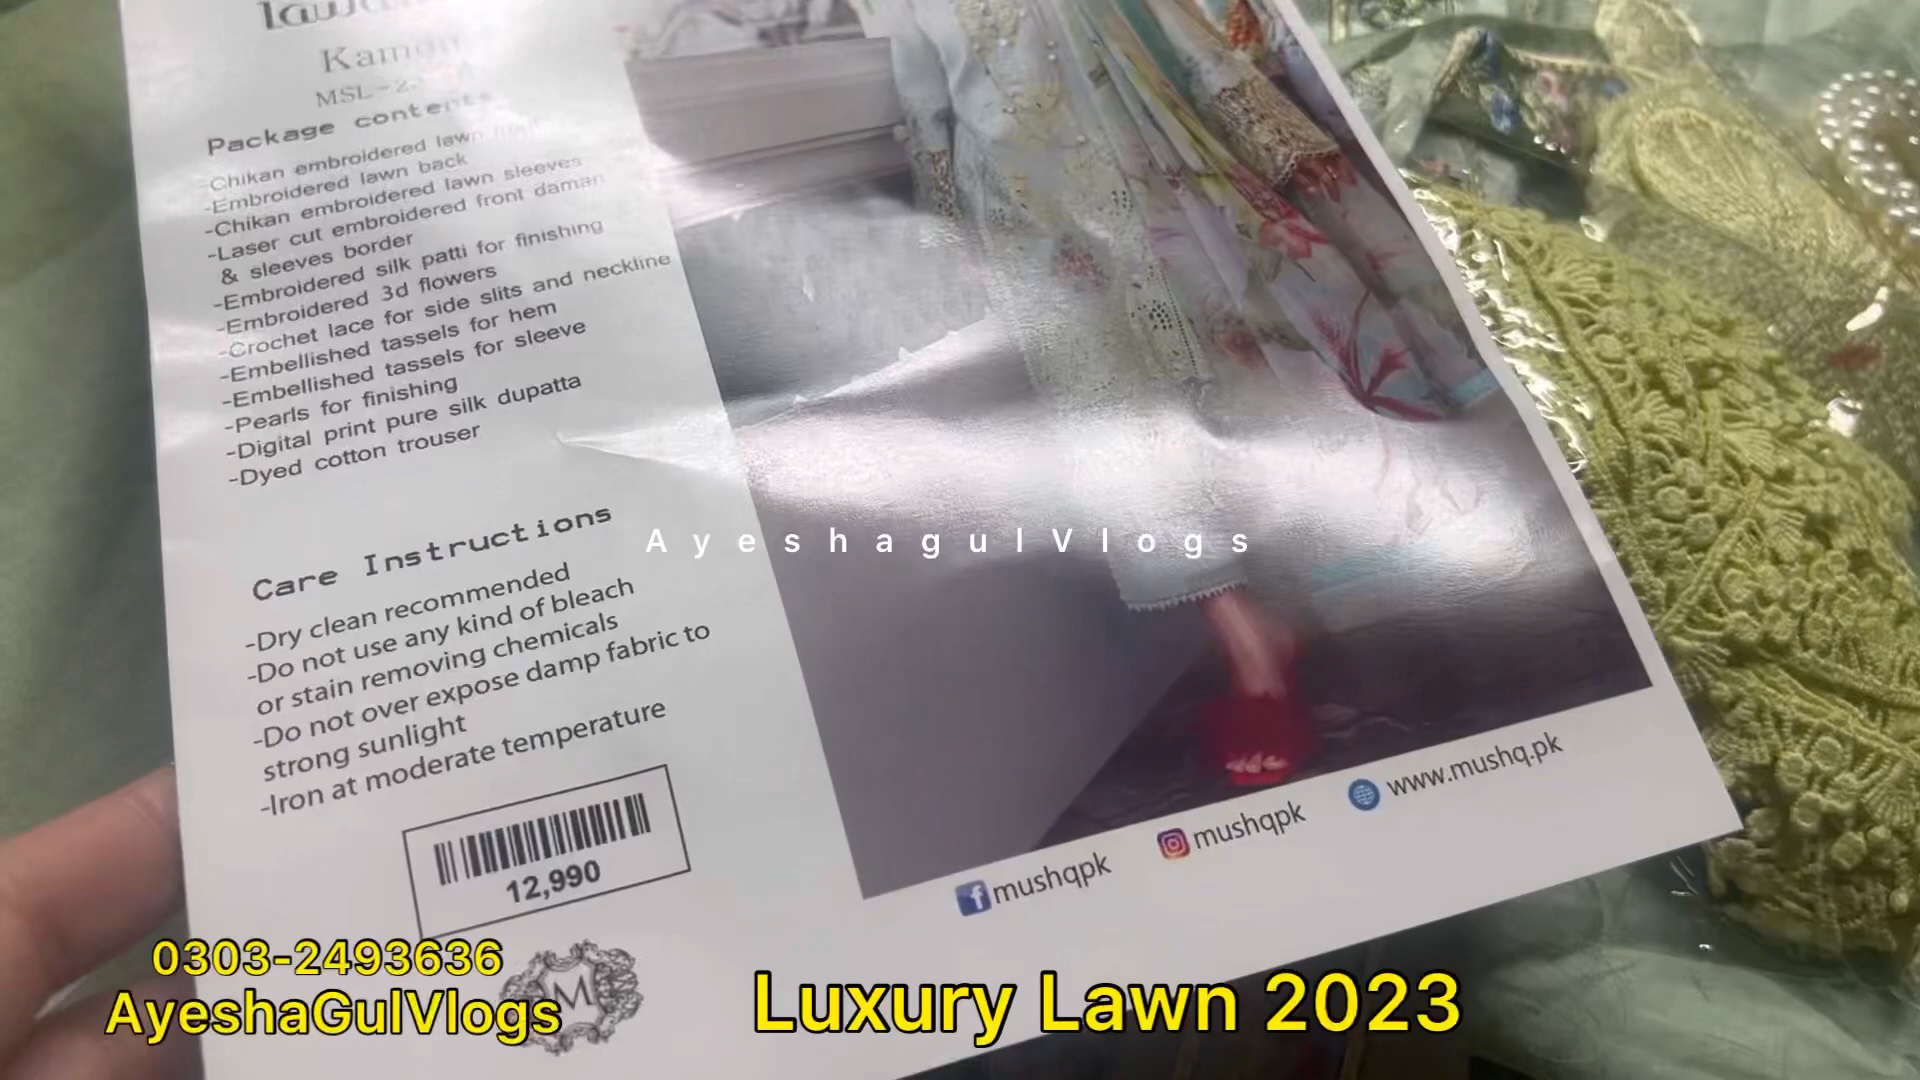 MSL-2
Package contents
-Chikan embroidered lawn front
-Embroidered lawn back
-Chikan embroidered lawn sleeves
-Laser cut embroidered front daman
& sleeves border
-Embroidered silk patti for finishing
-Embroidered 3d flowers
-Crochet lace for side slits and neckline
-Embellished tassels for hem
-Embellished tassels for sleeve
-Pearls for finishing
-Digital print pure silk dupatta
-Dyed cotton trouser
Care Instructions
-Dry clean recommended
-Do not use any kind of bleach
or stain removing chemicals
-Do not over expose damp fabric to
strong sunlight
-Iron at moderate temperature
12,990
M
mushqpk
mushqpk
www.mushq.pk
AyeshagulVlogs
0303-2493636
AyeshaGulVlogs
Luxury Lawn 2023